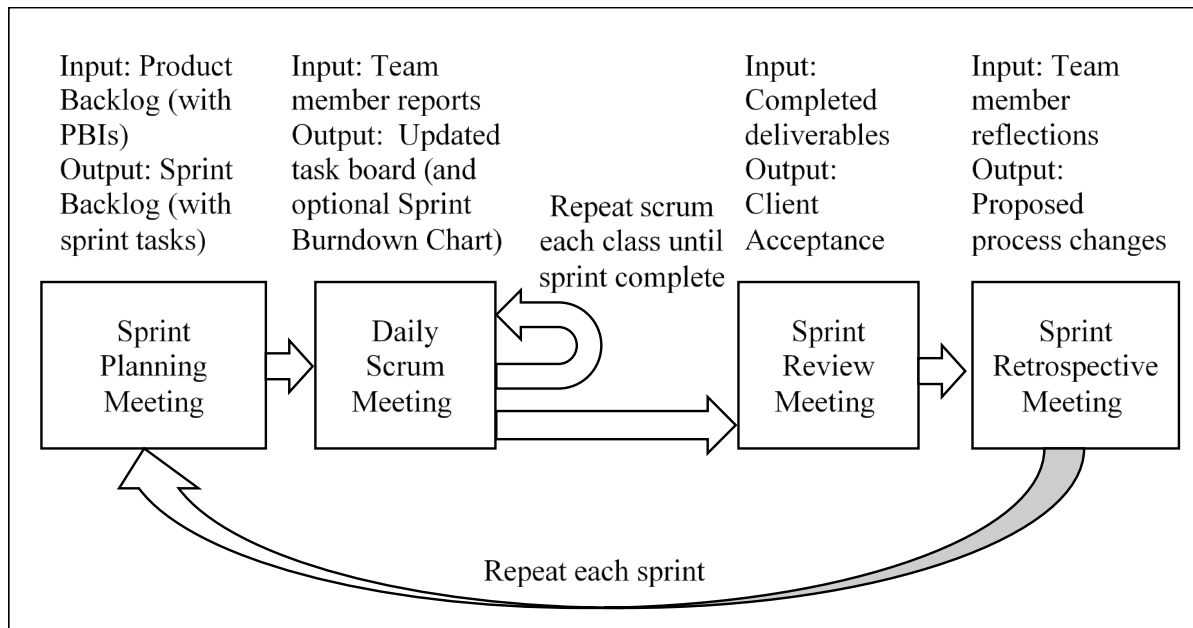 Input: Product
Backlog (with
PBIs)
Output: Sprint
Backlog (with
sprint tasks)
Input: Team
member reports
Output:  Updated
task board (and
optional Sprint
Burndown Chart)
Repeat scrum
each class until
sprint complete
Input:
Completed
deliverables
Output:
Client
Acceptance
Input: Team
member
reflections
Output:
Proposed
process changes
Sprint
Planning
Meeting
Daily
Scrum
Meeting
Sprint
Review
Meeting
Sprint
Retrospective
Meeting
Repeat each sprint